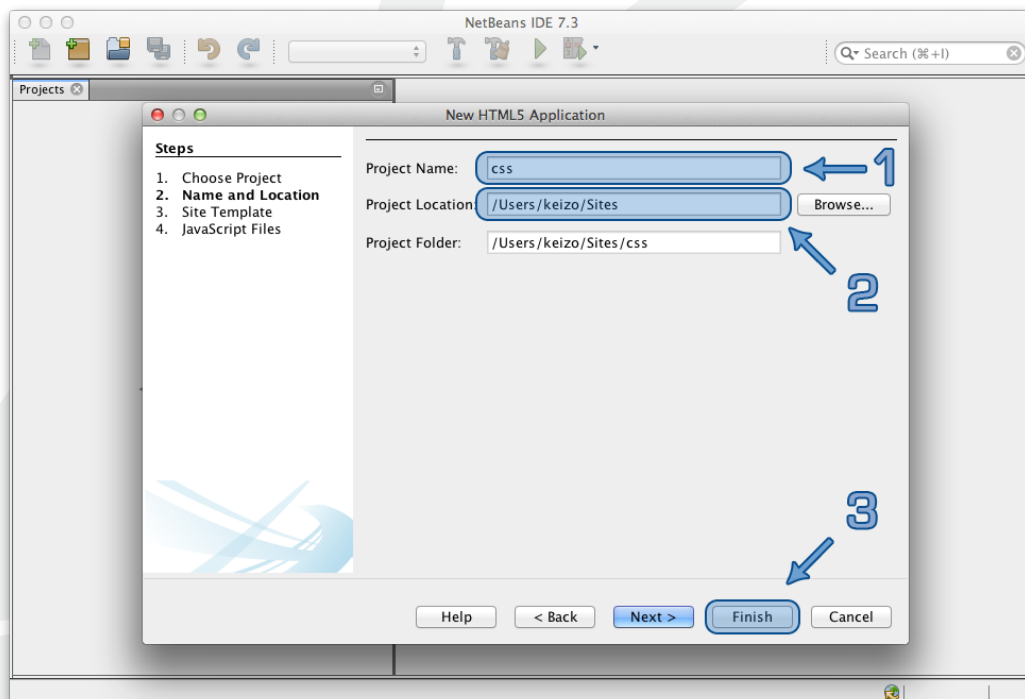 NetBeans IDE 7.3
Search (⌘+I)
Projects
New HTML5 Application
Steps
1. Choose Project
2. Name and Location
3. Site Template
4. JavaScript Files
Project Name: css
1
Project Location: /Users/keizo/Sites Browse...
Project Folder: /Users/keizo/Sites/css
2
3
Help < Back Next > Finish Cancel